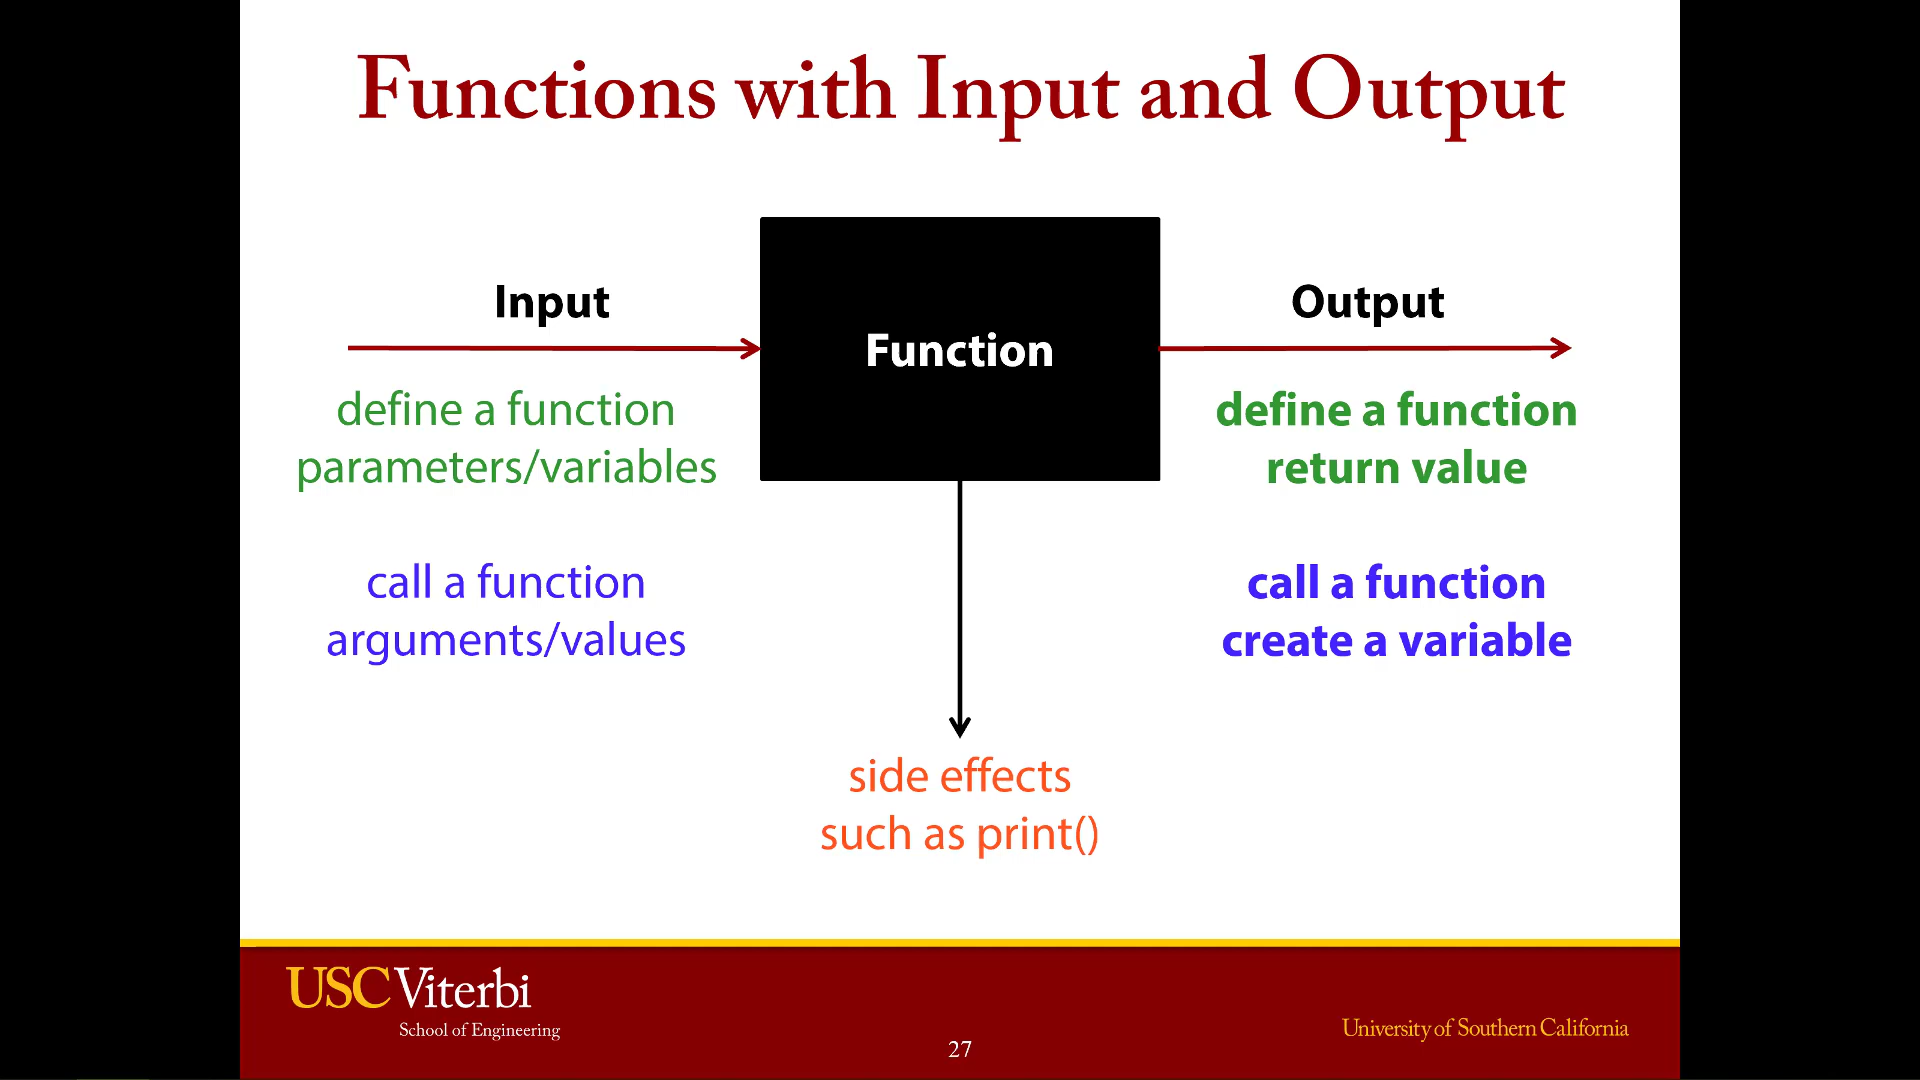 Functions with Input and Output
Input
Function
Output
define a function
parameters/variables
define a function
return value
call a function
arguments/values
call a function
create a variable
side effects
such as print()
USC Viterbi
School of Engineering
University of Southern California
27